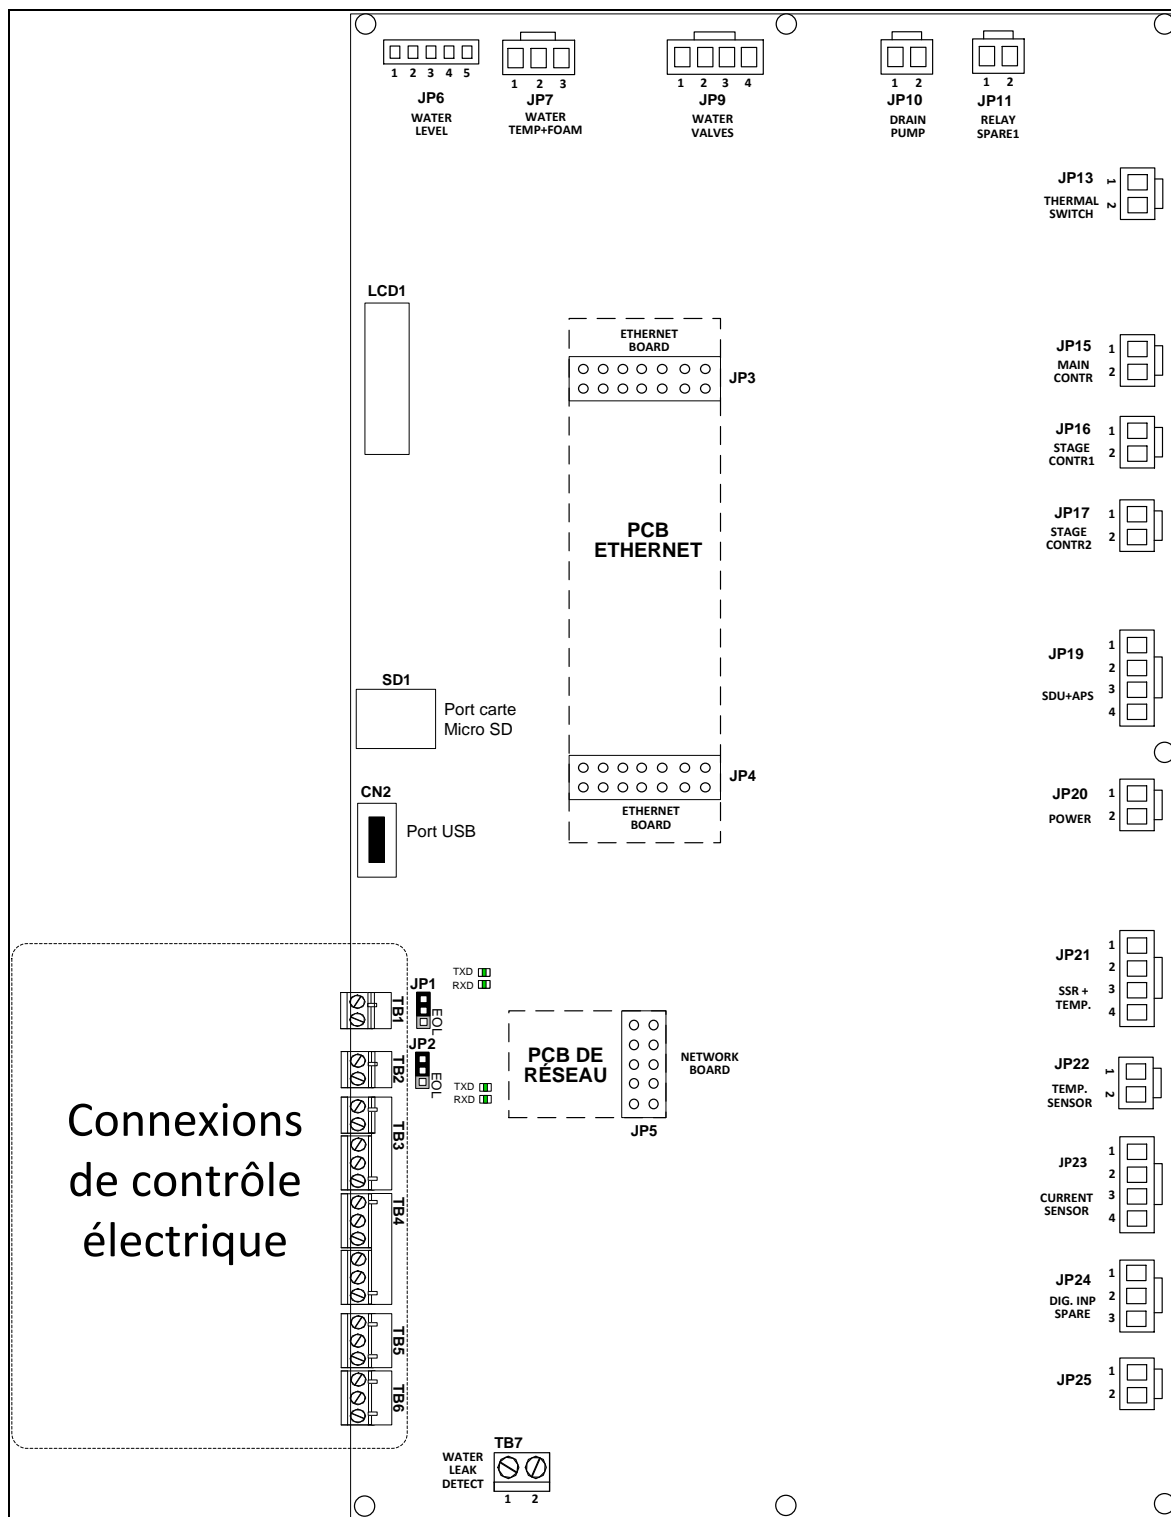 1 2 3 4 5
JP6
WATER
LEVEL
1 2 3
JP7
WATER
TEMP+FOAM
1 2 3 4
JP9
WATER
VALVES
1 2
JP10
DRAIN
PUMP
1 2
JP11
RELAY
SPARE1
JP13
THERMAL
SWITCH
1
2
LCD1
ETHERNET
BOARD
JP3
PCB
ETHERNET
JP4
ETHERNET
BOARD
JP15
MAIN
CONTR
1
2
JP16
STAGE
CONTR1
1
2
JP17
STAGE
CONTR2
1
2
JP19
SDU+APS
1
2
3
4
SD1
Port carte
Micro SD
CN2
Port USB
JP20
POWER
1
2
JP21
SSR +
TEMP.
1
2
3
4
TXD
RXD
JP1
EOL
TB1
JP2
EOL
TB2
TXD
RXD
PCB DE
RÉSEAU
NETWORK
BOARD
JP5
JP22
TEMP.
SENSOR
1
2
Connexions
de contrôle
électrique
TB3
TB4
TB5
TB6
JP23
CURRENT
SENSOR
1
2
3
4
JP24
DIG. INP
SPARE
1
2
3
JP25
1
2
TB7
WATER
LEAK
DETECT
1 2